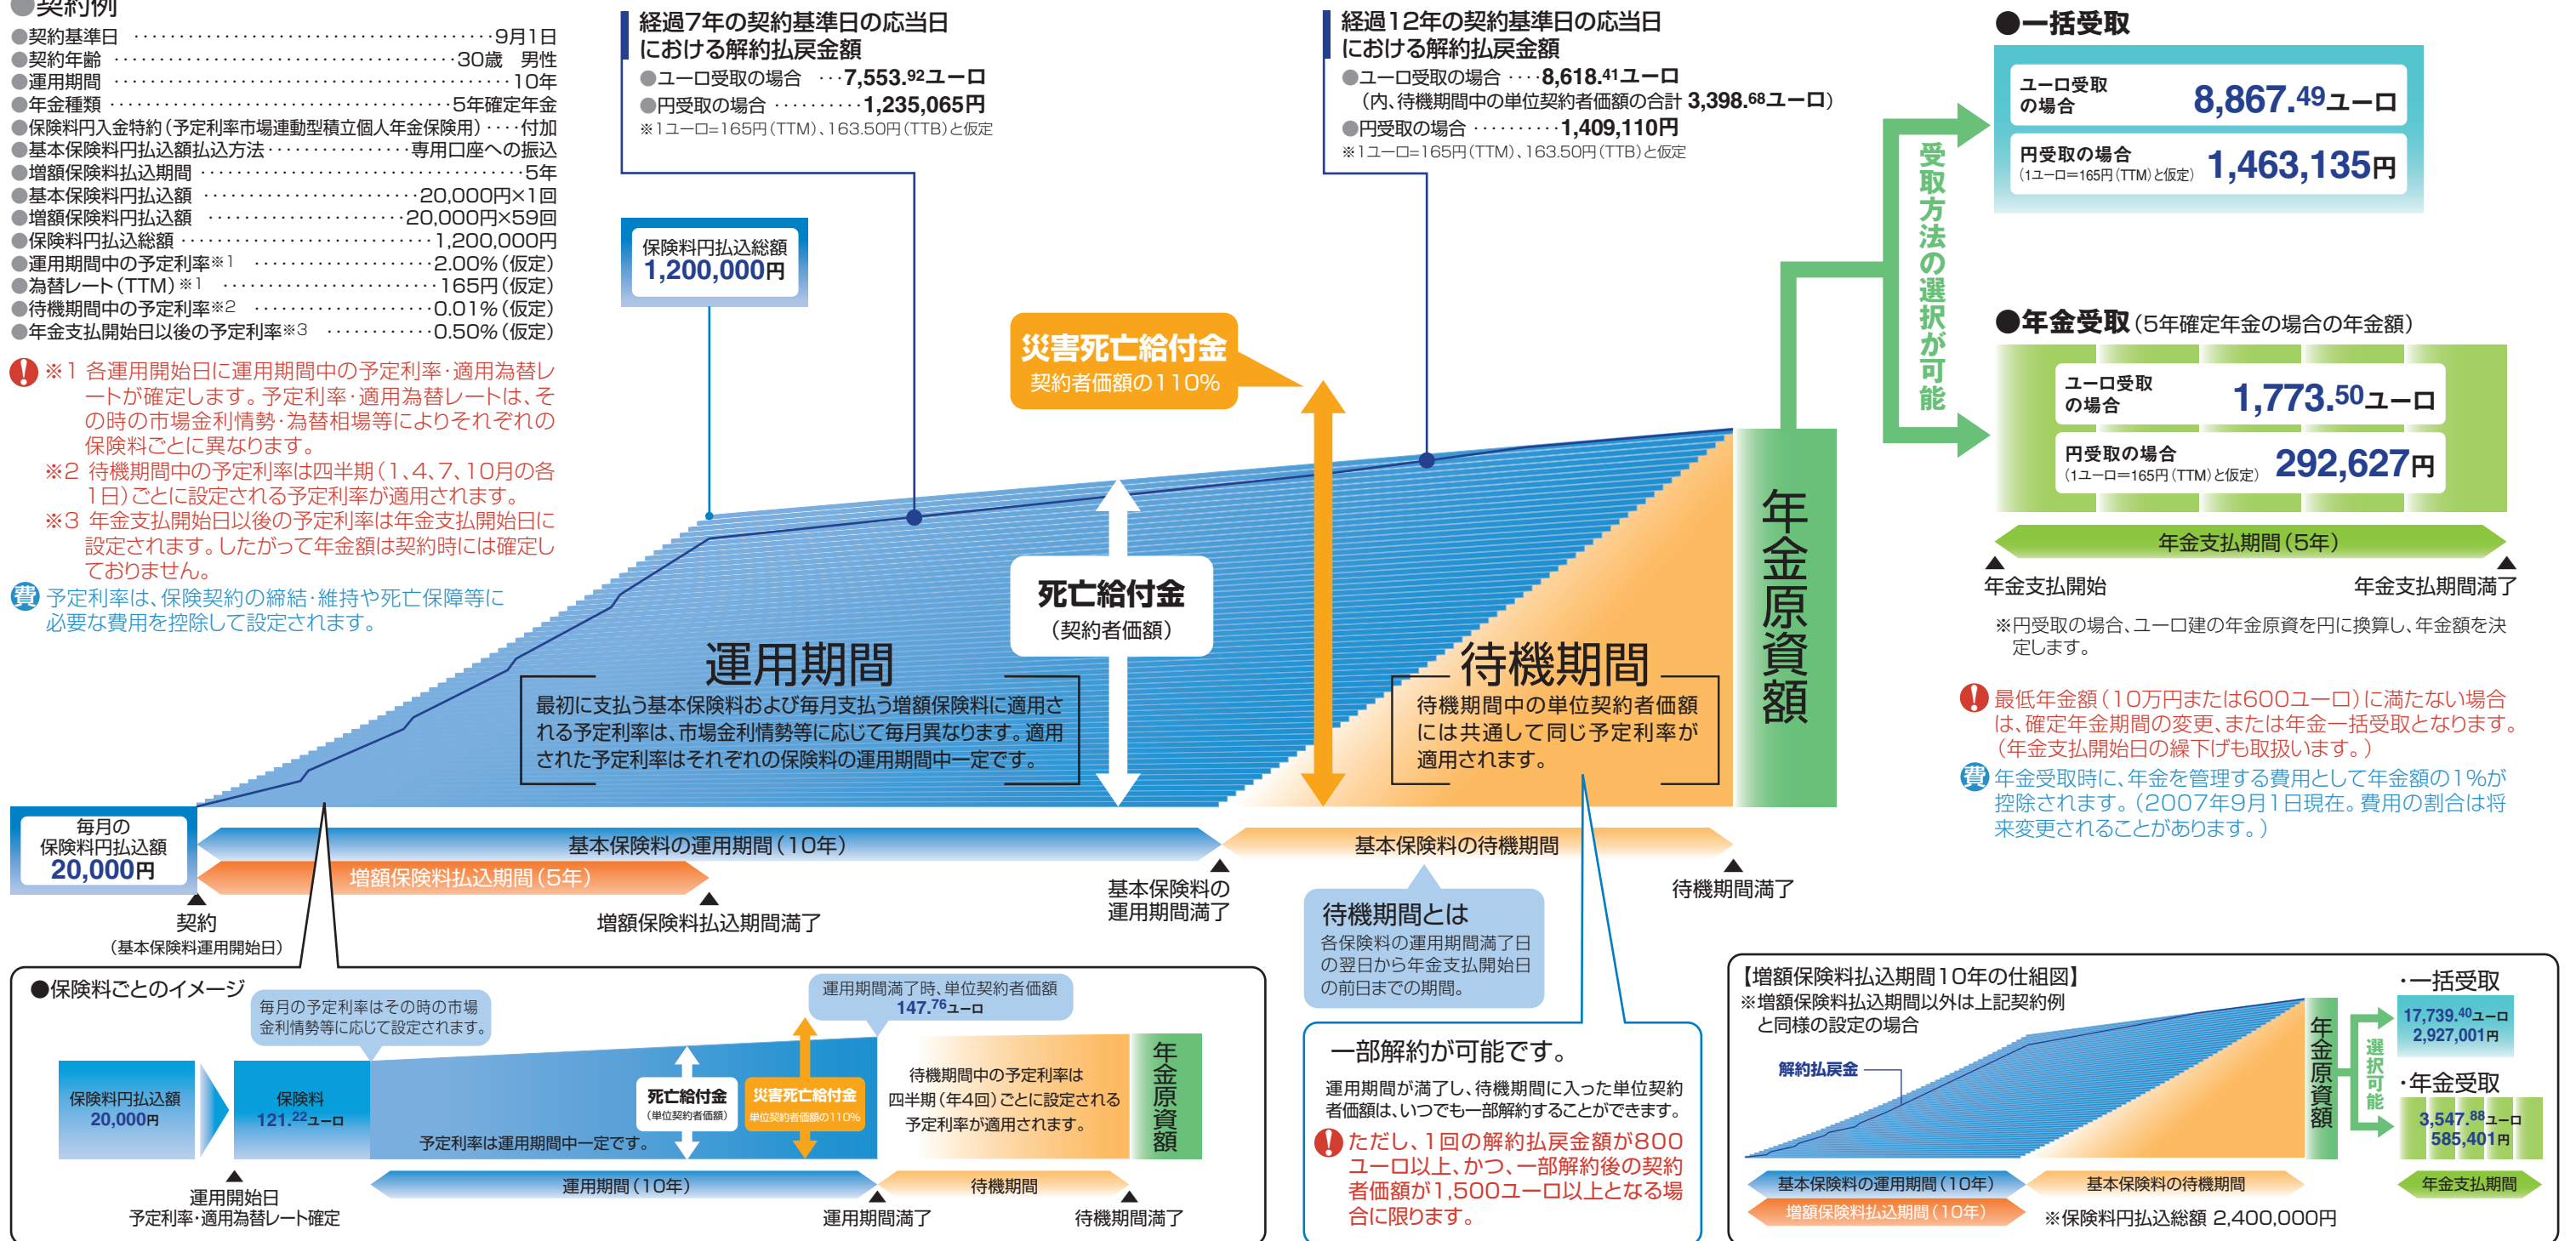 ●契約例
●契約基準日 ･･････････････････････････････9月1日
●契約年齢 ･･････････････････････････････30歳　男性
●運用期間 ･･････････････････････････････10年
●年金種類 ･･････････････････････････････5年確定年金
●保険料円入金特約（予定利率市場連動型積立個人年金保険用）････付加
●基本保険料円払込額払込方法･･･････････････専用口座への振込
●増額保険料払込期間 ･･････････････････････････････5年
●基本保険料円払込額 ･････････････････････20,000円×1回
●増額保険料円払込額 ･･･････････････････20,000円×59回
●保険料円払込総額 ････････････････････････1,200,000円
●運用期間中の予定利率※1 ･･･････････････････2.00%（仮定）
●為替レート（TTM）※1 ･････････････････････165円（仮定）
●待機期間中の予定利率※2 ･･･････････････････0.01%（仮定）
●年金支払開始日以後の予定利率※3 ････････････0.50%（仮定）
※1 各運用開始日に運用期間中の予定利率･適用為替レ
ートが確定します。予定利率･適用為替レートは、そ
の時の市場金利情勢･為替相場等によりそれぞれの
保険料ごとに異なります。
※2 待機期間中の予定利率は四半期（1、4、7、10月の各
1日）ごとに設定される予定利率が適用されます。
※3 年金支払開始日以後の予定利率は年金支払開始日に
設定されます。したがって年金額は契約時には確定し
ておりません。
費 予定利率は、保険契約の締結･維持や死亡保障等に
必要な費用を控除して設定されます。
経過7年の契約基準日の応当日
における解約払戻金額
●ユーロ受取の場合 ･･･7,553.92ユーロ
●円受取の場合 ･･････････1,235,065円
※1ユーロ=165円（TTM）、163.50円（TTB）と仮定
経過12年の契約基準日の応当日
における解約払戻金額
●ユーロ受取の場合 ････8,618.41ユーロ
（内、待機期間中の単位契約者価額の合計 3,398.68ユーロ）
●円受取の場合 ･･････････1,409,110円
※1ユーロ=165円（TTM）、163.50円（TTB）と仮定
保険料円払込総額
1,200,000円
災害死亡給付金
契約者価額の110%
死亡給付金
（契約者価額）
運用期間
最初に支払う基本保険料および毎月支払う増額保険料に適用さ
れる予定利率は、市場金利情勢等に応じて毎月異なります。適用
された予定利率はそれぞれの保険料の運用期間中一定です。
待機期間
待機期間中の単位契約者価額
には共通して同じ予定利率が
適用されます。
年金原資額
受取方法の選択が可能
●一括受取
ユーロ受取
の場合
8,867.49ユーロ
円受取の場合
（1ユーロ=165円（TTM）と仮定）
1,463,135円
●年金受取（5年確定年金の場合の年金額）
ユーロ受取
の場合
1,773.50ユーロ
円受取の場合
（1ユーロ=165円（TTM）と仮定）
292,627円
年金支払期間（5年）
年金支払開始
年金支払期間満了
※円受取の場合、ユーロ建の年金原資を円に換算し、年金額を決
定します。
最低年金額（10万円または600ユーロ）に満たない場合
は、確定年金期間の変更、または年金一括受取となります。
（年金支払開始日の繰下げも取扱います。）
費 年金受取時に、年金を管理する費用として年金額の1%が
控除されます。（2007年9月1日現在。費用の割合は将
来変更されることがあります。）
毎月の
保険料円払込額
20,000円
基本保険料の運用期間（10年）
基本保険料の待機期間
増額保険料払込期間（5年）
契約
（基本保険料運用開始日）
増額保険料払込期間満了
基本保険料の
運用期間満了
待機期間満了
待機期間とは
各保険料の運用期間満了日
の翌日から年金支払開始日
の前日までの期間。
●保険料ごとのイメージ
毎月の予定利率はその時の市場
金利情勢等に応じて設定されます。
運用期間満了時、単位契約者価額
147.76ユーロ
保険料円払込額
20,000円
保険料
121.22ユーロ
予定利率は運用期間中一定です。
死亡給付金
（単位契約者価額）
災害死亡給付金
単位契約者価額の110%
待機期間中の予定利率は
四半期（年4回）ごとに設定される
予定利率が適用されます。
年金原資額
運用期間（10年）
待機期間
運用開始日
予定利率･適用為替レート確定
運用期間満了
待機期間満了
一部解約が可能です。
運用期間が満了し、待機期間に入った単位契約
者価額は、いつでも一部解約することができます。
ただし、1回の解約払戻金額が800
ユーロ以上、かつ、一部解約後の契約
者価額が1,500ユーロ以上となる場
合に限ります。
【増額保険料払込期間10年の仕組図】
※増額保険料払込期間以外は上記契約例
と同様の設定の場合
解約払戻金
年金原資額
選択可能
･一括受取
17,739.40ユーロ
2,927,001円
･年金受取
3,547.88ユーロ
585,401円
基本保険料の運用期間（10年）
基本保険料の待機期間
年金支払期間
増額保険料払込期間（10年）
※保険料円払込総額 2,400,000円